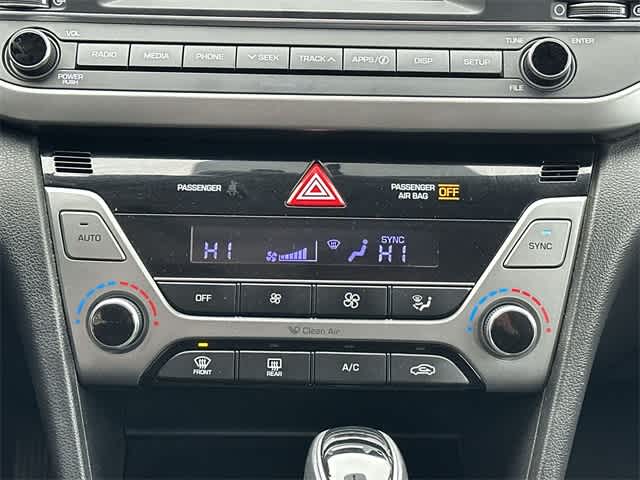 VOL
RADIO MEDIA PHONE SEEK TRACK APPS/ DISP SETUP
TUNE ENTER
POWER
PUSH
FILE
PASSENGER
PASSENGER
AIR BAG OFF
AUTO
SYNC
HI
HI
SYNC
OFF
Clean Air
FRONT
REAR
A/C